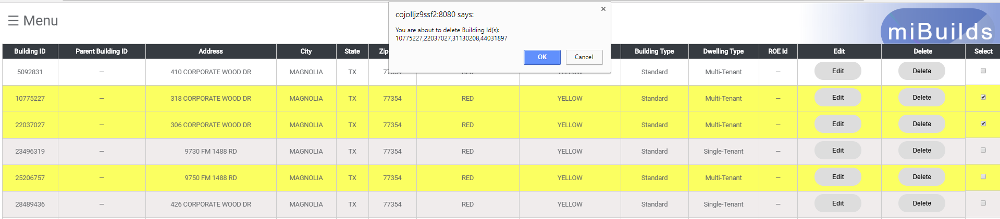 cojolljz9ssf2:8080 says:
You are about to delete Building Id(s):
10775227,22037027,31130208,44031897
OK Cancel
☰ Menu
miBuilds
Building ID Parent Building ID Address City State Zip Building Type Dwelling Type ROE Id Edit Delete Select
5092831 — 410 CORPORATE WOOD DR MAGNOLIA TX 77354 RED YELLOW Standard Multi-Tenant — Edit Delete
10775227 — 318 CORPORATE WOOD DR MAGNOLIA TX 77354 RED YELLOW Standard Multi-Tenant — Edit Delete
22037027 — 306 CORPORATE WOOD DR MAGNOLIA TX 77354 RED YELLOW Standard Multi-Tenant — Edit Delete
23496319 — 9730 FM 1488 RD MAGNOLIA TX 77354 RED YELLOW Standard Single-Tenant — Edit Delete
25206757 — 9750 FM 1488 RD MAGNOLIA TX 77354 RED YELLOW Standard Multi-Tenant — Edit Delete
28489436 — 426 CORPORATE WOOD DR MAGNOLIA TX 77354 RED YELLOW Standard Single-Tenant — Edit Delete